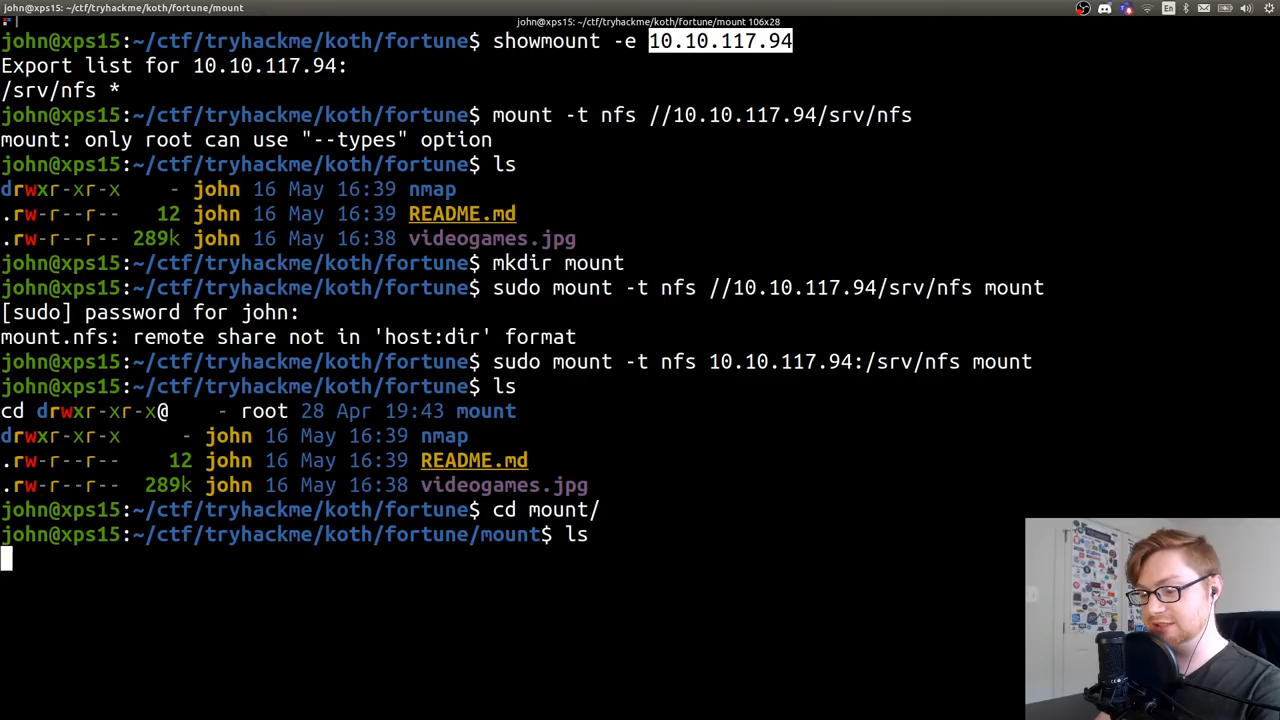 john@xps15: ~/ctf/tryhackme/koth/fortune/mount
En
john@xps15: ~/ctf/tryhackme/koth/fortune/mount 106x28
john@xps15:~/ctf/tryhackme/koth/fortune$ showmount -e 10.10.117.94
Export list for 10.10.117.94:
/srv/nfs *
john@xps15:~/ctf/tryhackme/koth/fortune$ mount -t nfs //10.10.117.94/srv/nfs
mount: only root can use "--types" option
john@xps15:~/ctf/tryhackme/koth/fortune$ ls
drwxr-xr-x    - john 16 May 16:39 nmap
.rw-r--r--   12 john 16 May 16:39 README.md
.rw-r--r-- 289k john 16 May 16:38 videogames.jpg
john@xps15:~/ctf/tryhackme/koth/fortune$ mkdir mount
john@xps15:~/ctf/tryhackme/koth/fortune$ sudo mount -t nfs //10.10.117.94/srv/nfs mount
[sudo] password for john:
mount.nfs: remote share not in 'host:dir' format
john@xps15:~/ctf/tryhackme/koth/fortune$ sudo mount -t nfs 10.10.117.94:/srv/nfs mount
john@xps15:~/ctf/tryhackme/koth/fortune$ ls
cd drwxr-xr-x@    - root 28 Apr 19:43 mount
drwxr-xr-x     - john 16 May 16:39 nmap
.rw-r--r--    12 john 16 May 16:39 README.md
.rw-r--r--  289k john 16 May 16:38 videogames.jpg
john@xps15:~/ctf/tryhackme/koth/fortune$ cd mount/
john@xps15:~/ctf/tryhackme/koth/fortune/mount$ ls